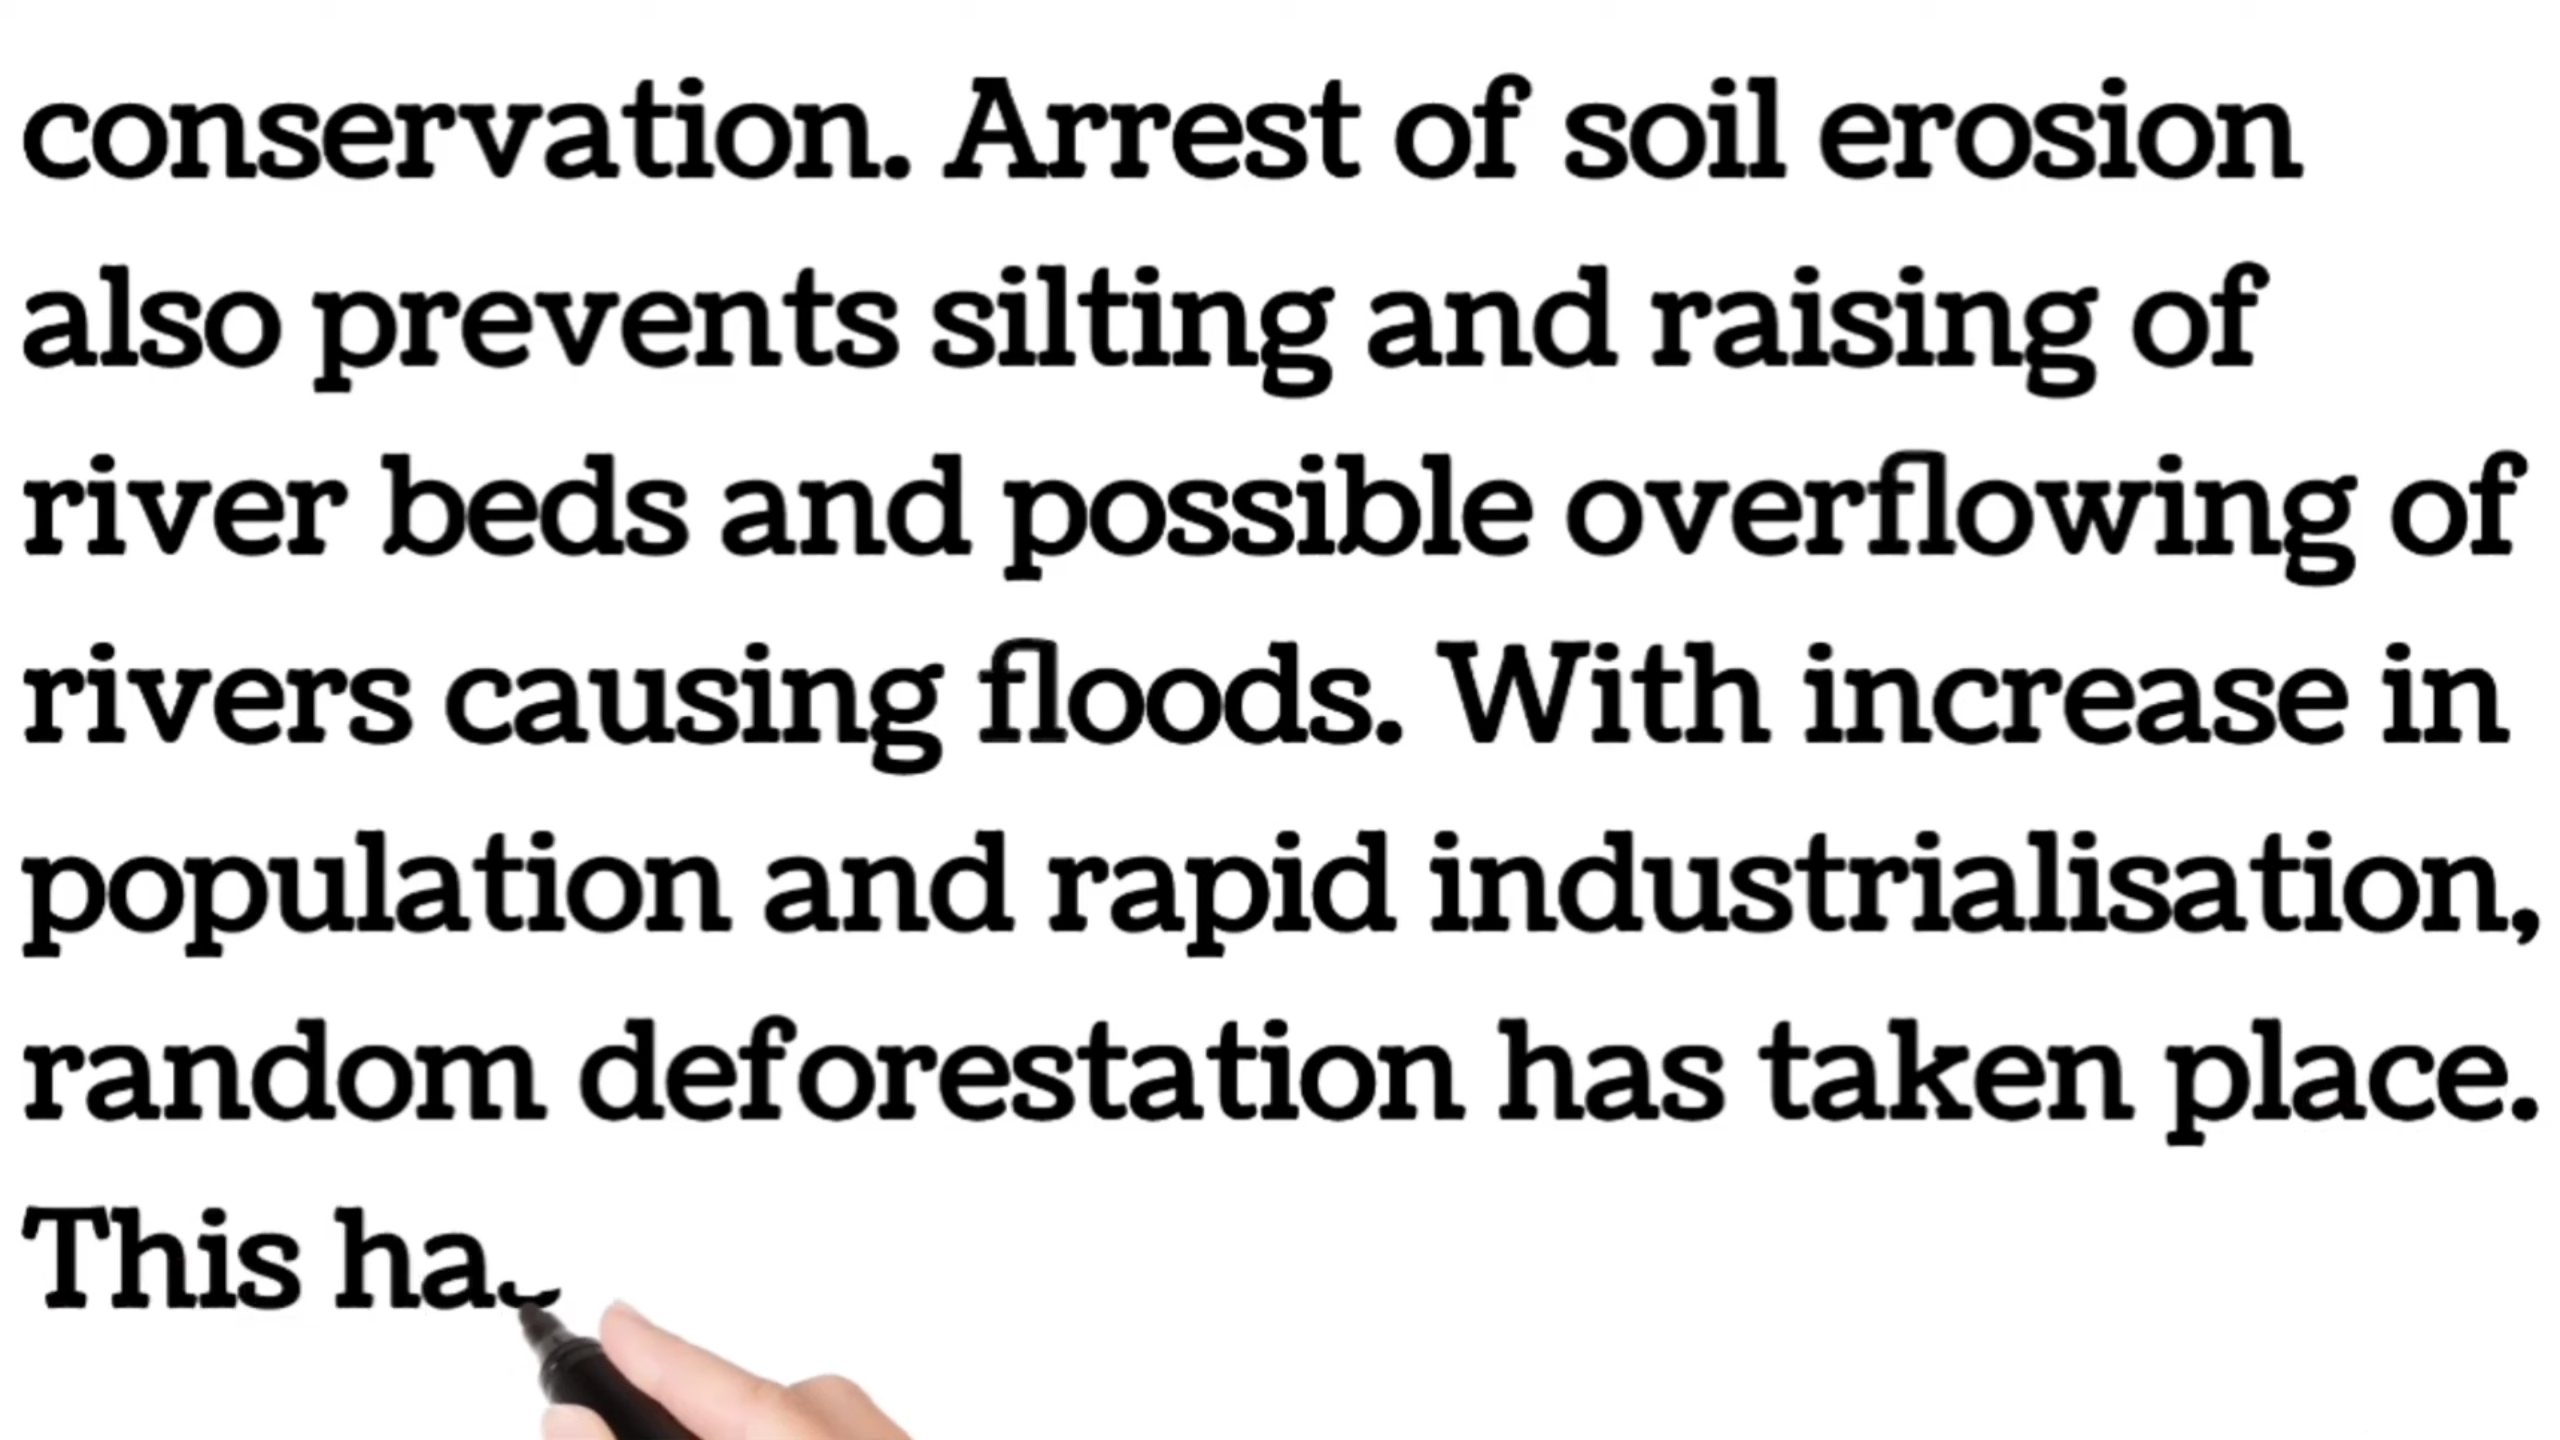 conservation. Arrest of soil erosion
also prevents silting and raising of
river beds and possible overflowing of
rivers causing floods. With increase in
population and rapid industrialisation,
random deforestation has taken place.
This